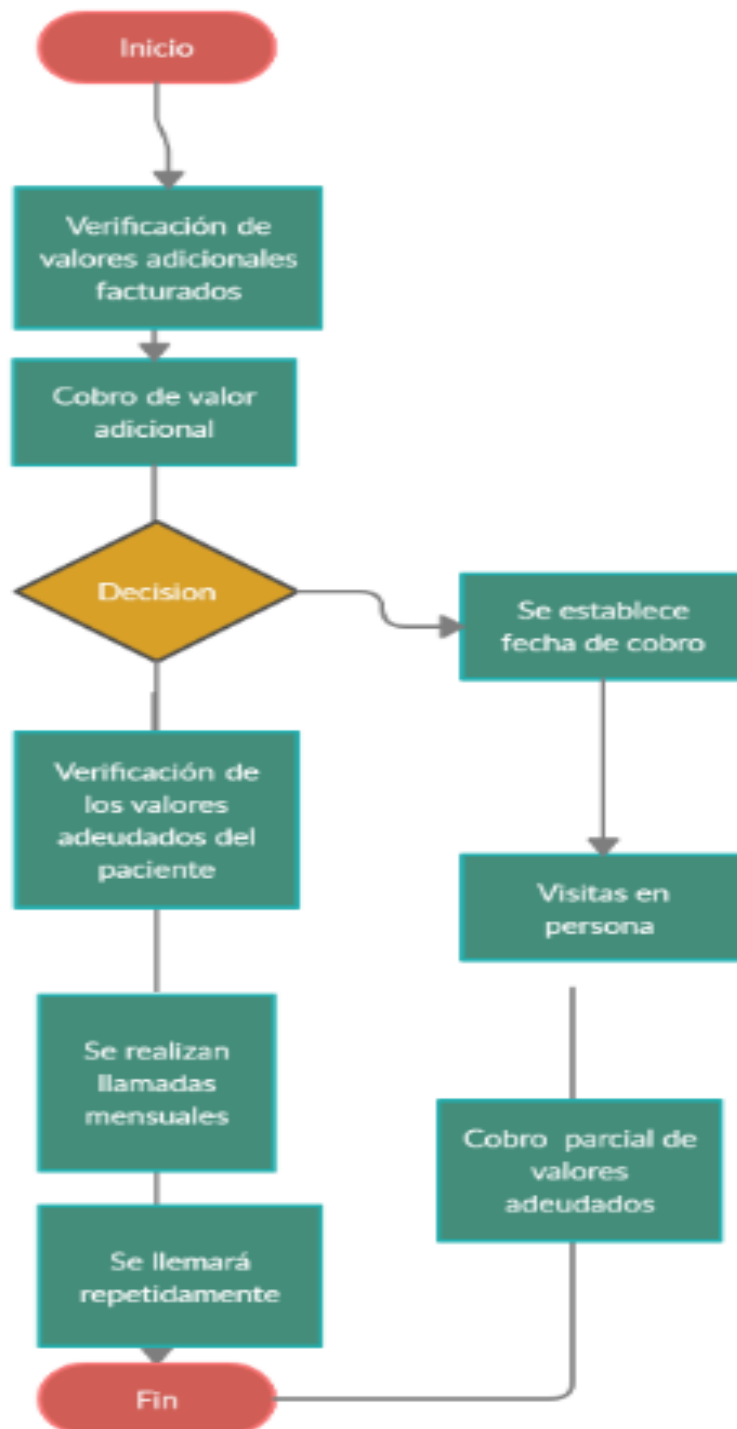 Inicio
Verificación de
valores adicionales
facturados
Cobro de valor
adicional
Decision
Se establece
fecha de cobro
Verificación de
los valores
adeudados del
paciente
Visitas en
persona
Se realizan
llamadas
mensuales
Cobro parcial de
valores
adeudados
Se llemará
repetidamente
Fin